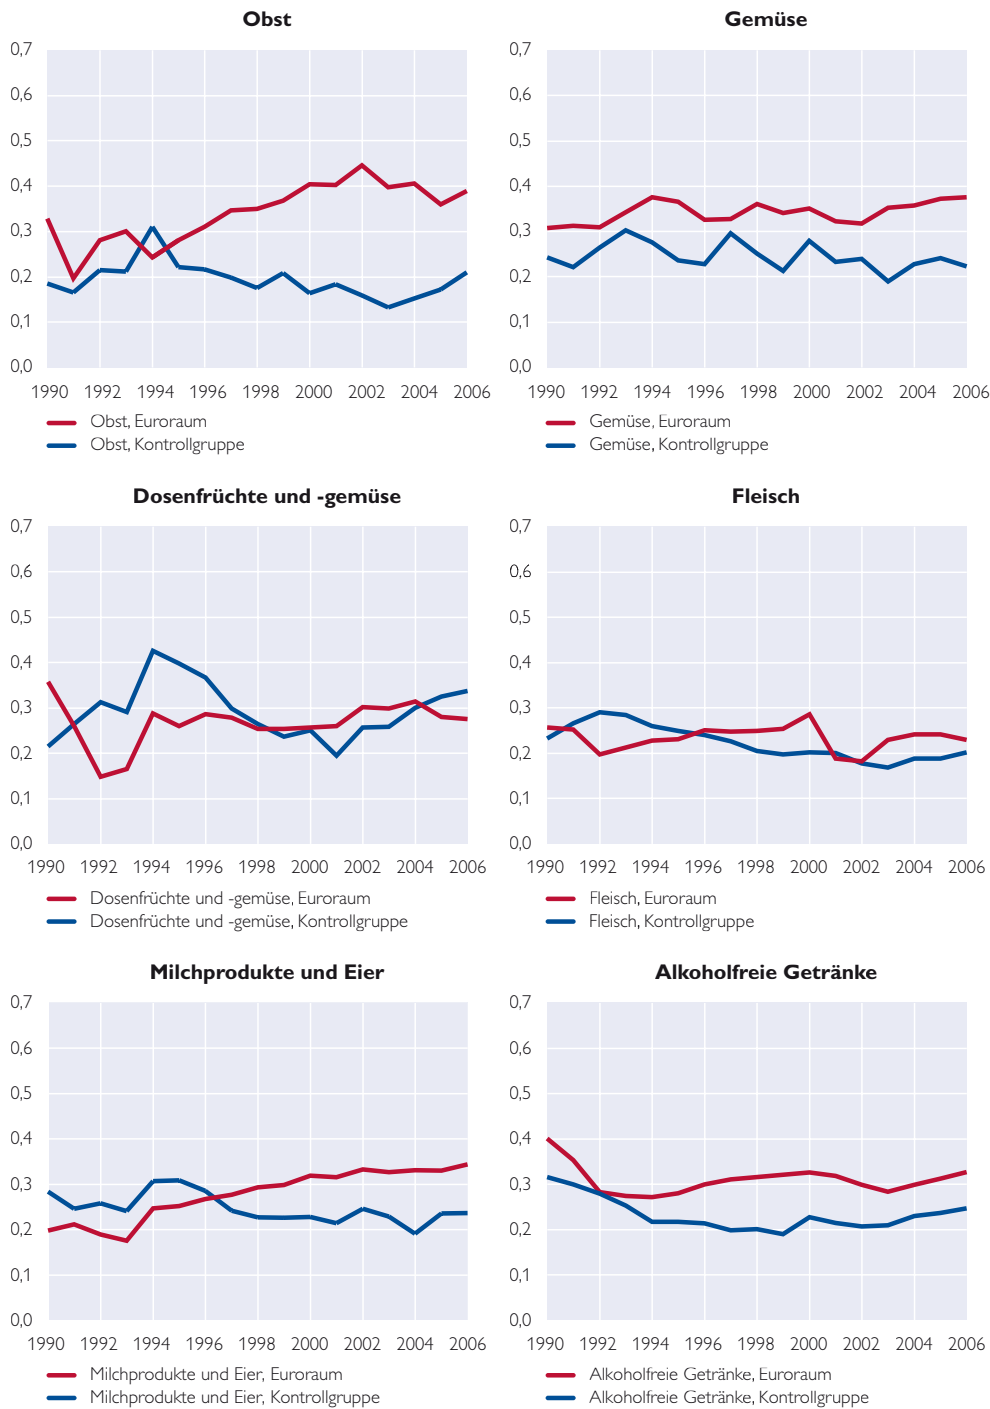 Obst
0,7
0,6
0,5
0,4
0,3
0,2
0,1
0,0
1990 1992 1994 1996 1998 2000 2002 2004 2006
Obst, Euroraum
Obst, Kontrollgruppe
Gemüse
0,7
0,6
0,5
0,4
0,3
0,2
0,1
0,0
1990 1992 1994 1996 1998 2000 2002 2004 2006
Gemüse, Euroraum
Gemüse, Kontrollgruppe
Dosenfrüchte und -gemüse
0,7
0,6
0,5
0,4
0,3
0,2
0,1
0,0
1990 1992 1994 1996 1998 2000 2002 2004 2006
Dosenfrüchte und -gemüse, Euroraum
Dosenfrüchte und -gemüse, Kontrollgruppe
Fleisch
0,7
0,6
0,5
0,4
0,3
0,2
0,1
0,0
1990 1992 1994 1996 1998 2000 2002 2004 2006
Fleisch, Euroraum
Fleisch, Kontrollgruppe
Milchprodukte und Eier
0,7
0,6
0,5
0,4
0,3
0,2
0,1
0,0
1990 1992 1994 1996 1998 2000 2002 2004 2006
Milchprodukte und Eier, Euroraum
Milchprodukte und Eier, Kontrollgruppe
Alkoholfreie Getränke
0,7
0,6
0,5
0,4
0,3
0,2
0,1
0,0
1990 1992 1994 1996 1998 2000 2002 2004 2006
Alkoholfreie Getränke, Euroraum
Alkoholfreie Getränke, Kontrollgruppe